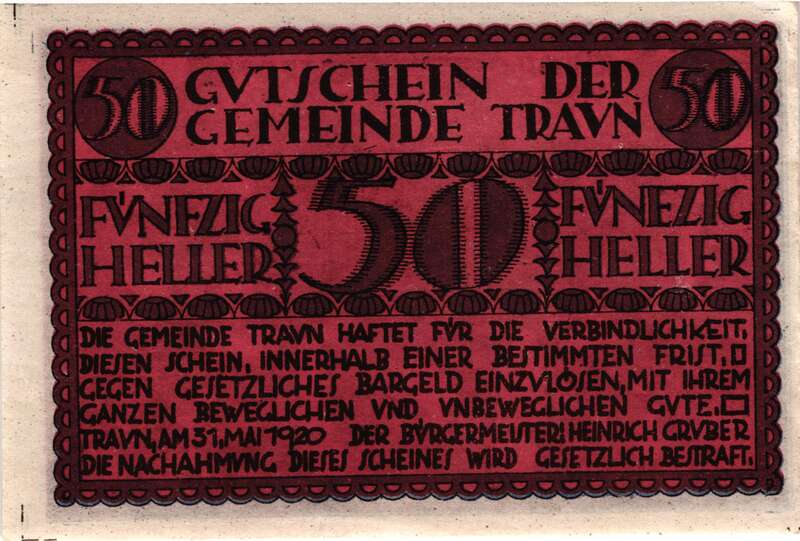 50 GVTSCHEIN DER 50
GEMEINDE TRAVN
FÜNFZIG 50 FÜNFZIG
HELLER HELLER
DIE GEMEINDE TRAVN HAFTET FÜR DIE VERBINDLICHKEIT,
DIESEN SCHEIN, INNERHALB EINER BESTIMMTEN FRIST,
GEGEN GESETZLICHES BARGELD EINZVLÖSEN, MIT IHREM
GANZEN BEWEGLICHEN VND VNBEWEGLICHEN GVTE.
TRAVN, AM 31. MAI 1920 DER BÜRGERMEISTER: HEINRICH GRVBER
DIE NACHAHMVNG DIESES SCHEINES WIRD GESETZLICH BESTRAFT.